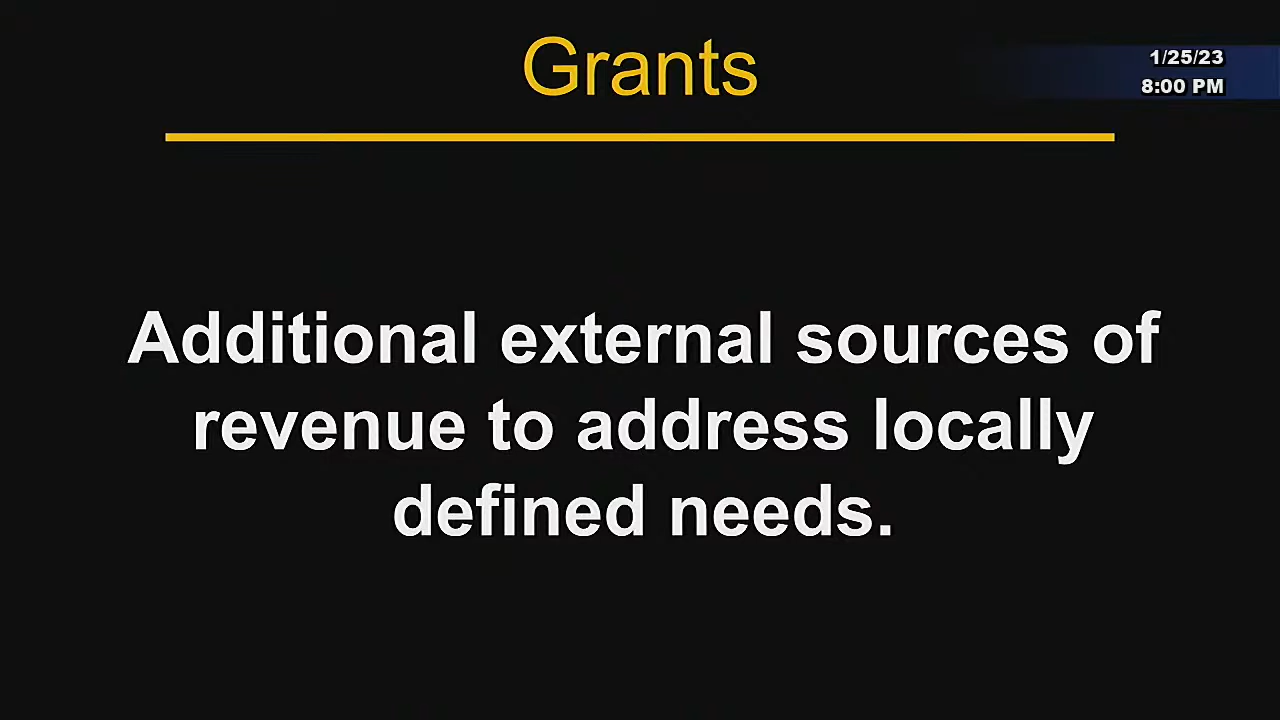 Grants
1/25/23
8:00 PM
Additional external sources of
revenue to address locally
defined needs.